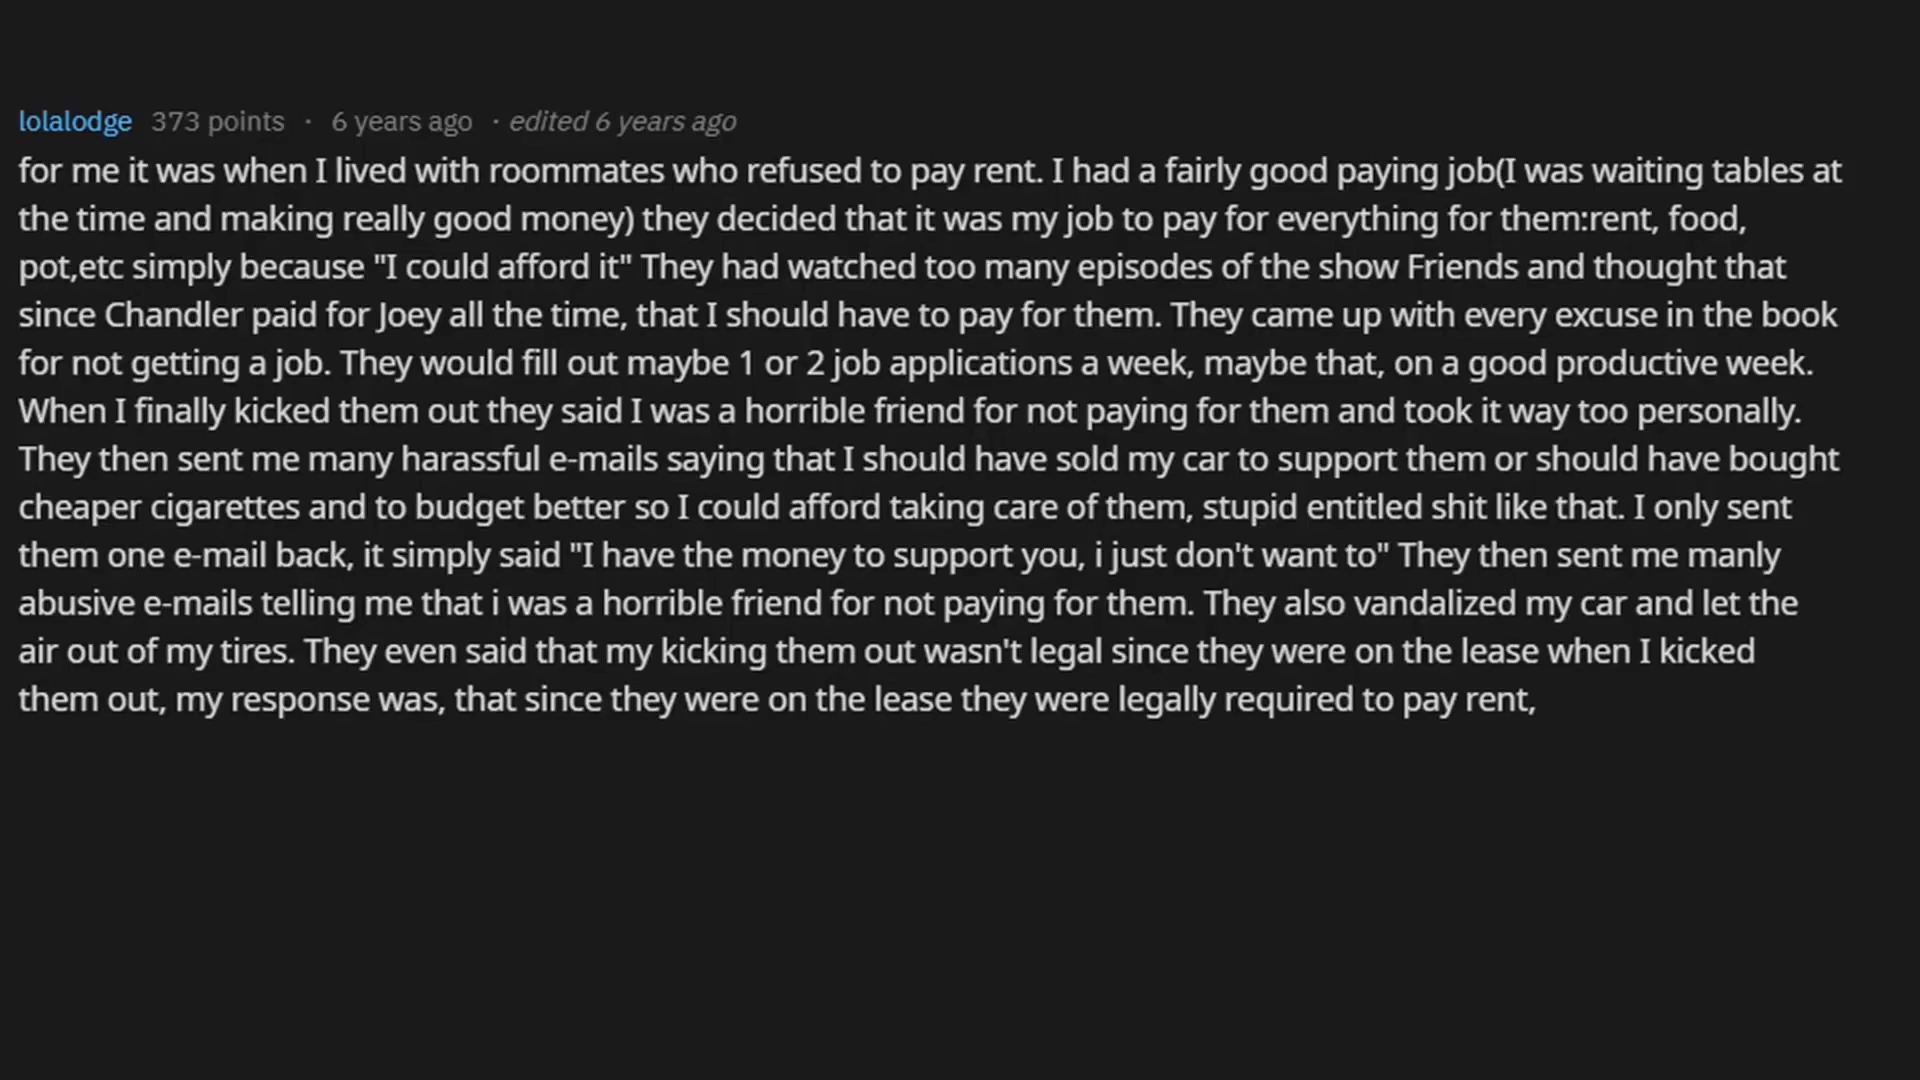 lolalodge 373 points · 6 years ago · edited 6 years ago
for me it was when I lived with roommates who refused to pay rent. I had a fairly good paying job(I was waiting tables at
the time and making really good money) they decided that it was my job to pay for everything for them:rent, food,
pot,etc simply because "I could afford it" They had watched too many episodes of the show Friends and thought that
since Chandler paid for Joey all the time, that I should have to pay for them. They came up with every excuse in the book
for not getting a job. They would fill out maybe 1 or 2 job applications a week, maybe that, on a good productive week.
When I finally kicked them out they said I was a horrible friend for not paying for them and took it way too personally.
They then sent me many harassful e-mails saying that I should have sold my car to support them or should have bought
cheaper cigarettes and to budget better so I could afford taking care of them, stupid entitled shit like that. I only sent
them one e-mail back, it simply said "I have the money to support you, i just don't want to" They then sent me manly
abusive e-mails telling me that i was a horrible friend for not paying for them. They also vandalized my car and let the
air out of my tires. They even said that my kicking them out wasn't legal since they were on the lease when I kicked
them out, my response was, that since they were on the lease they were legally required to pay rent,